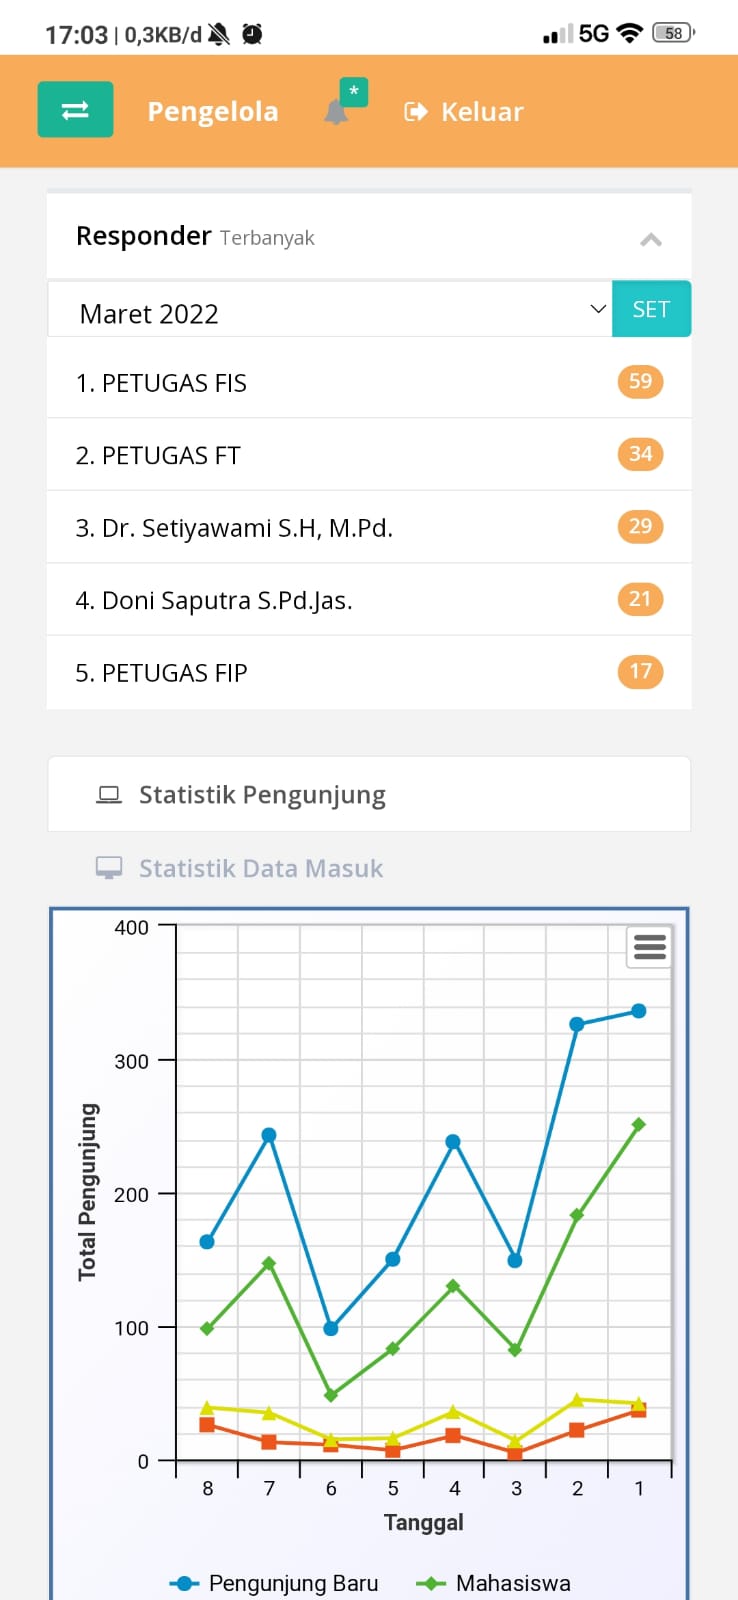 17:03 | 0,3KB/d 5G 58
Pengelola * Keluar
Responder Terbanyak
Maret 2022 SET
1. PETUGAS FIS 59
2. PETUGAS FT 34
3. Dr. Setiyawami S.H, M.Pd. 29
4. Doni Saputra S.Pd.Jas. 21
5. PETUGAS FIP 17
Statistik Pengunjung
Statistik Data Masuk
400
300
200
100
0
Total Pengunjung
8 7 6 5 4 3 2 1
Tanggal
Pengunjung Baru Mahasiswa